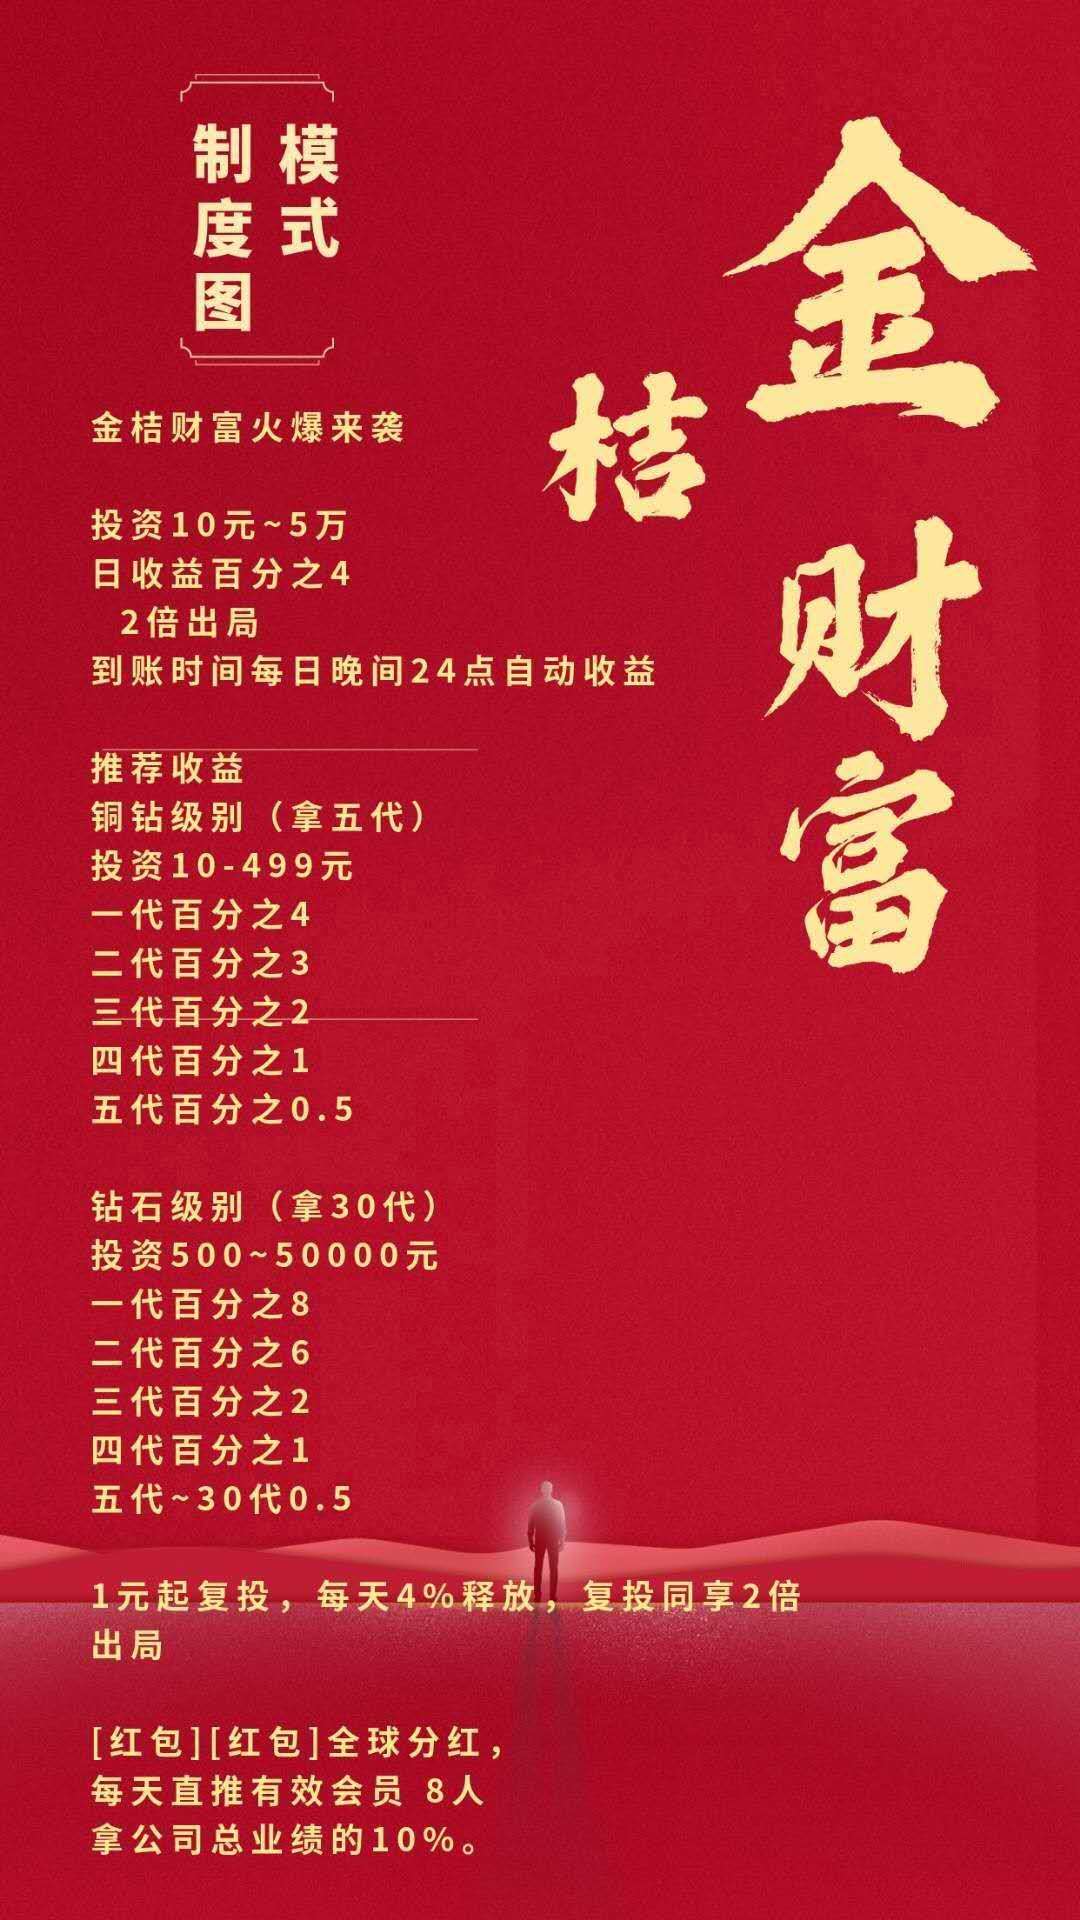 模式
制度图
金桔财富
金桔财富火爆来袭
投资10元~5万
日收益百分之4
2倍出局
到账时间每日晚间24点自动收益
推荐收益
铜钻级别（拿五代）
投资10-499元
一代百分之4
二代百分之3
三代百分之2
四代百分之1
五代百分之0.5
钻石级别（拿30代）
投资500~50000元
一代百分之8
二代百分之6
三代百分之2
四代百分之1
五代~30代0.5
1元起复投，每天4%释放，复投同享2倍
出局
[红包][红包]全球分红，
每天直推有效会员 8人
拿公司总业绩的10%。